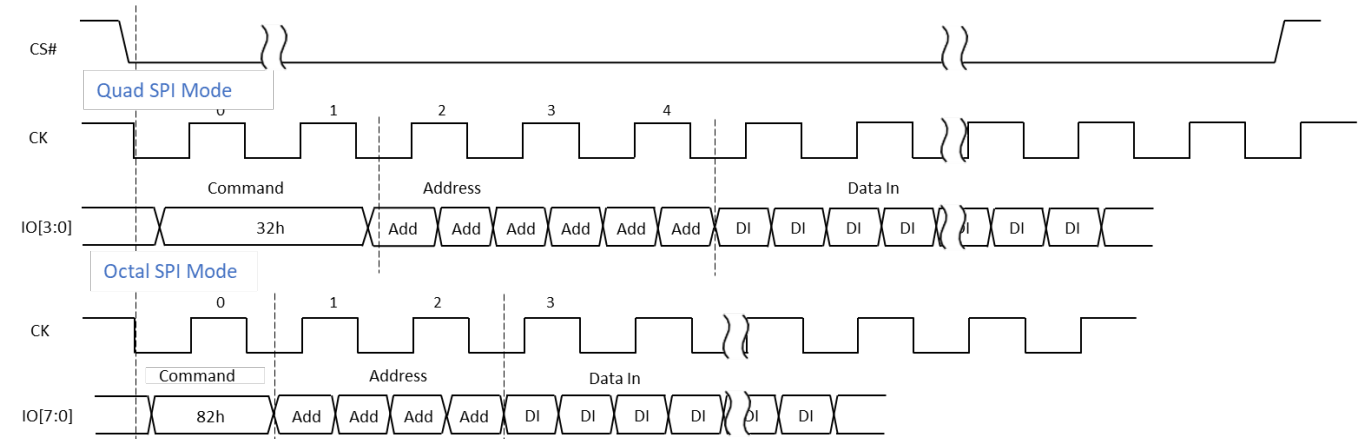 CS#
Quad SPI Mode
0 1 2 3 4
CK
Command Address Data In
IO[3:0] 32h Add Add Add Add Add Add DI DI DI DI DI DI DI
Octal SPI Mode
0 1 2 3
CK
Command Address Data In
IO[7:0] 82h Add Add Add Add DI DI DI DI DI DI